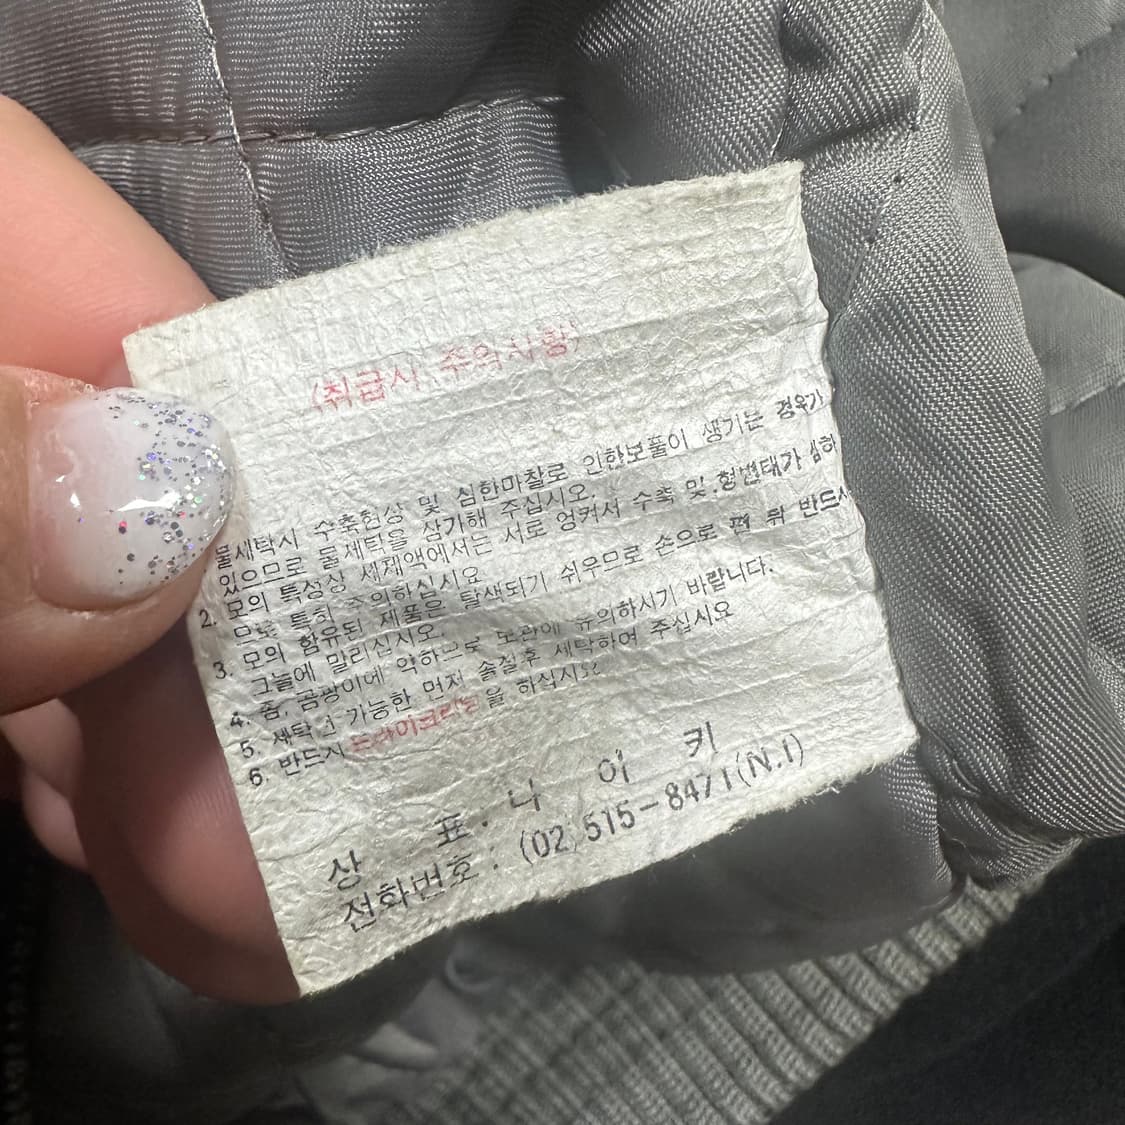 (취급시 주의사항)
물세탁시 수축현상 및 심한마찰로 인한보풀이 생기는 경우가
있으므로 물세탁을 삼가해 주십시오.
2. 모의 특성상 세제액에서는 서로 엉켜서 수축 및 형변태가 심하
므로 특히 주의하십시요
3. 모의 함유된 제품은 탈색되기 쉬우므로 손으로 편 뒤 반드시
그늘에 말리십시오.
4. 좀, 곰팡이에 약하므로 보관에 유의하시기 바랍니다.
5. 세탁은 가능한 먼저 솔질후 세탁하여 주십시요
6. 반드시 드라이크리닝을 하십시요
상 표: 나 이 키
전화번호: (02)515-8471(N.I)